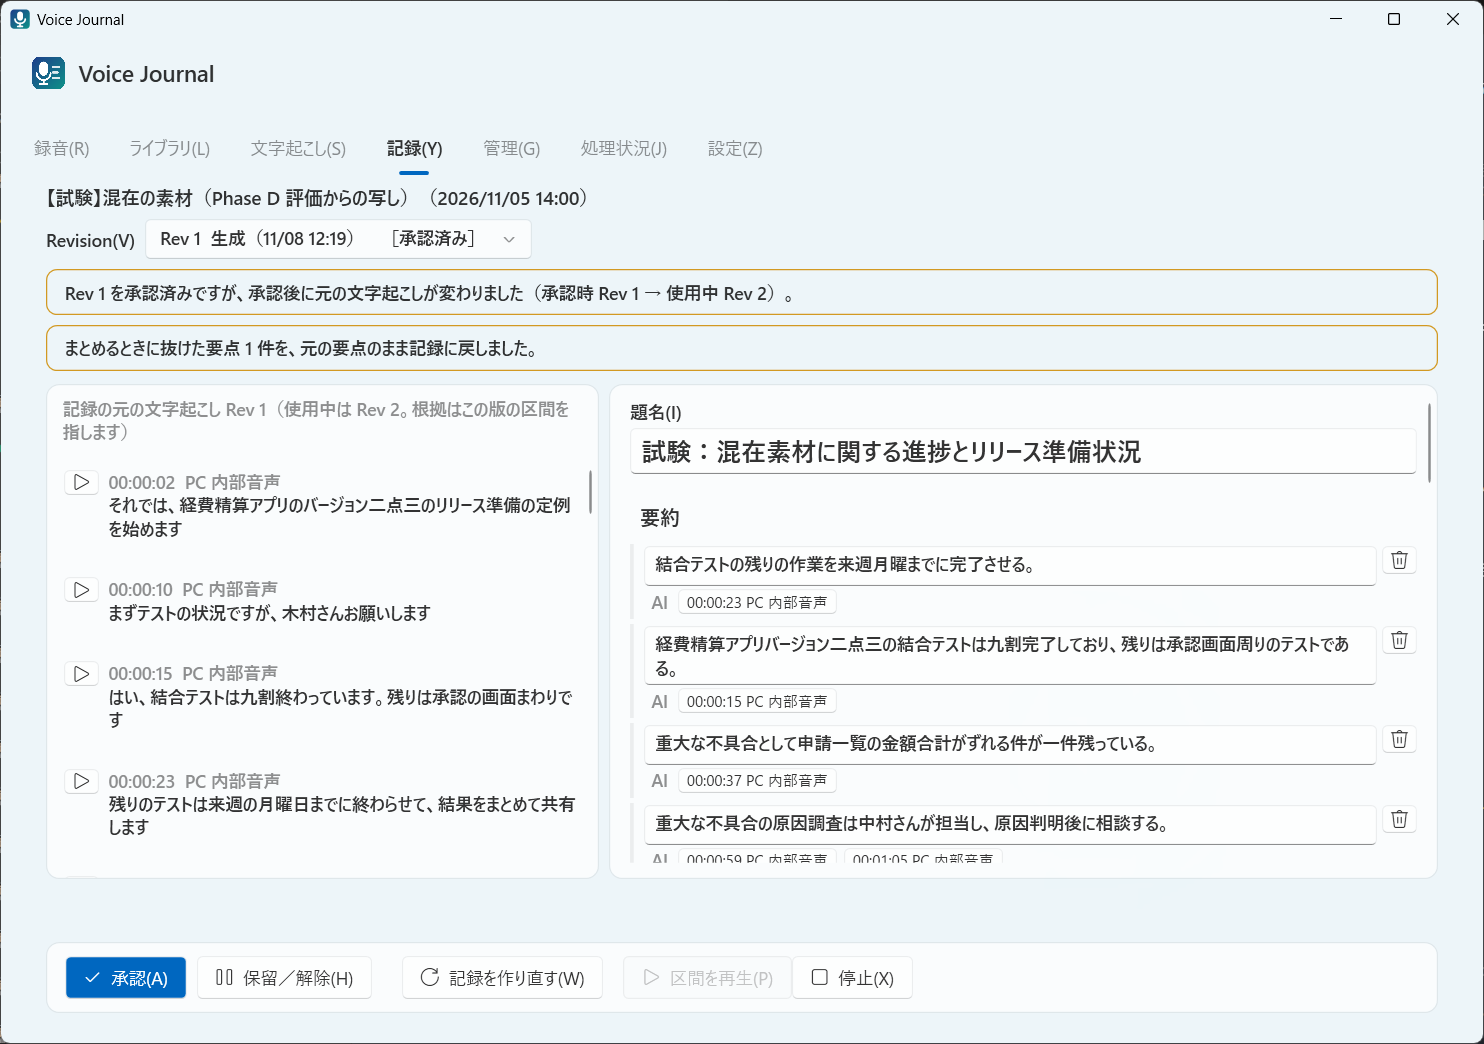 Voice Journal
Voice Journal
録音(R) ライブラリ(L) 文字起こし(S) 記録(Y) 管理(G) 処理状況(J) 設定(Z)
【試験】混在の素材（Phase D 評価からの写し）（2026/11/05 14:00）
Revision(V) Rev 1 生成（11/08 12:19） ［承認済み］
Rev 1 を承認済みですが、承認後に元の文字起こしが変わりました（承認時 Rev 1 → 使用中 Rev 2）。
まとめるときに抜けた要点 1 件を、元の要点のまま記録に戻しました。
記録の元の文字起こし Rev 1（使用中は Rev 2。根拠はこの版の区間を
指します）
00:00:02 PC 内部音声
それでは、経費精算アプリのバージョン二点三のリリース準備の定例
を始めます
00:00:10 PC 内部音声
まずテストの状況ですが、木村さんお願いします
00:00:15 PC 内部音声
はい、結合テストは九割終わっています。残りは承認の画面まわりで
す
00:00:23 PC 内部音声
残りのテストは来週の月曜日までに終わらせて、結果をまとめて共有
します
題名(I)
試験：混在素材に関する進捗とリリース準備状況
要約
結合テストの残りの作業を来週月曜までに完了させる。
AI 00:00:23 PC 内部音声
経費精算アプリバージョン二点三の結合テストは九割完了しており、残りは承認画面周りのテストであ
る。
AI 00:00:15 PC 内部音声
重大な不具合として申請一覧の金額合計がずれる件が一件残っている。
AI 00:00:37 PC 内部音声
重大な不具合の原因調査は中村さんが担当し、原因判明後に相談する。
AI 00:00:59 PC 内部音声 00:01:05 PC 内部音声
承認(A) 保留／解除(H) 記録を作り直す(W) 区間を再生(P) 停止(X)